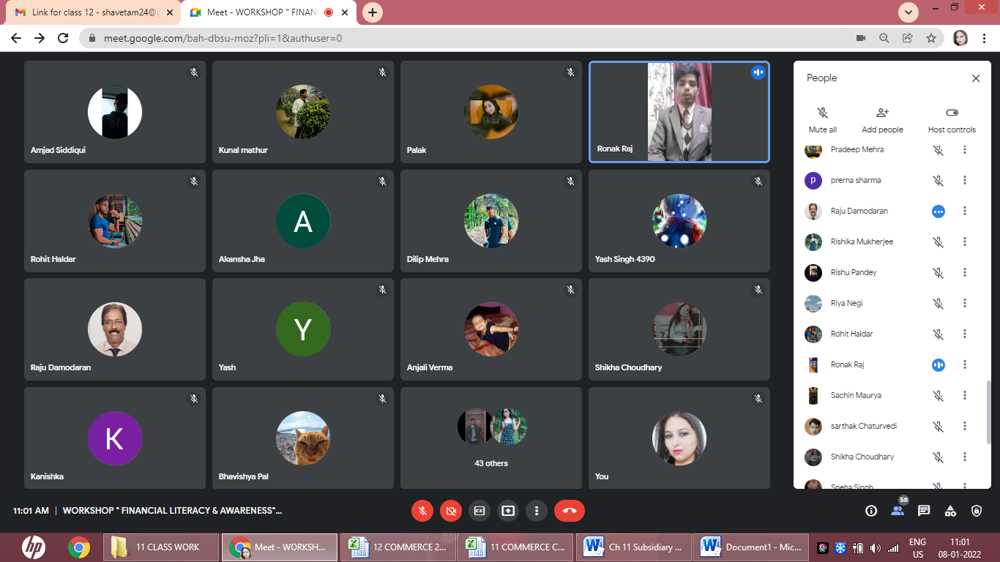 Link for class 12 - shavetam24@g
Meet - WORKSHOP " FINAN
meet.google.com/bah-dbsu-moz?pli=1&authuser=0
Amjad Siddiqui
Kunal mathur
Palak
Ronak Raj
Rohit Haldar
A
Akansha Jha
Dilip Mehra
Yash Singh 4390
Raju Damodaran
Y
Yash
Anjali Verma
Shikha Choudhary
K
Kanishka
Bhavishya Pal
43 others
You
People
Mute all
Add people
Host controls
Pradeep Mehra
p
prerna sharma
Raju Damodaran
Rishika Mukherjee
Rishu Pandey
Riya Negi
Rohit Haldar
Ronak Raj
Sachin Maurya
sarthak Chaturvedi
Shikha Choudhary
Sneha Singh
11:01 AM | WORKSHOP " FINANCIAL LITERACY & AWARENESS"...
58
hp
11 CLASS WORK
Meet - WORKSH...
12 COMMERCE 2...
11 COMMERCE C...
Ch 11 Subsidiary ...
Document1 - Mic...
ENG
US
11:01
08-01-2022